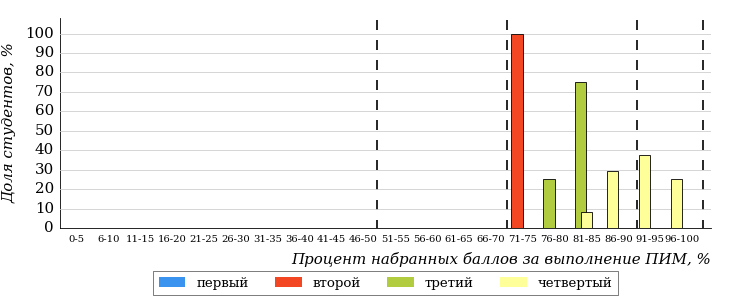 Доля студентов, %
100
90
80
70
60
50
40
30
20
10
0
0-5 6-10 11-15 16-20 21-25 26-30 31-35 36-40 41-45 46-50 51-55 56-60 61-65 66-70 71-75 76-80 81-85 86-90 91-95 96-100
Процент набранных баллов за выполнение ПИМ, %
первый второй третий четвертый